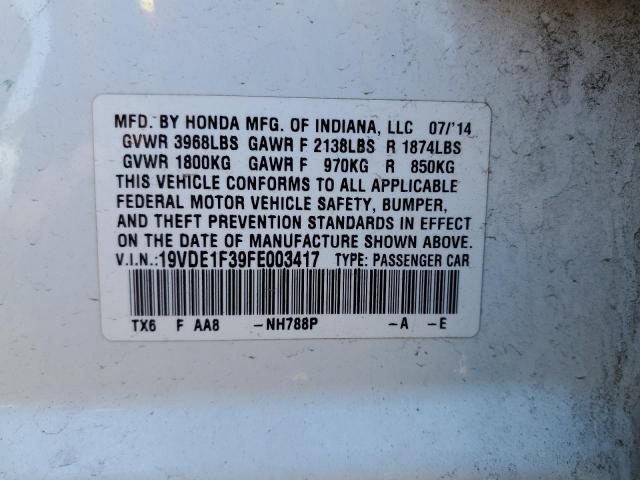 MFD. BY HONDA MFG. OF INDIANA, LLC 07/'14
GVWR 3968LBS GAWR F 2138LBS R 1874LBS
GVWR 1800KG GAWR F 970KG R 850KG
THIS VEHICLE CONFORMS TO ALL APPLICABLE
FEDERAL MOTOR VEHICLE SAFETY, BUMPER,
AND THEFT PREVENTION STANDARDS IN EFFECT
ON THE DATE OF MANUFACTURE SHOWN ABOVE.
V.I.N.:19VDE1F39FE003417 TYPE: PASSENGER CAR
TX6 F AA8 -NH788P -A -E